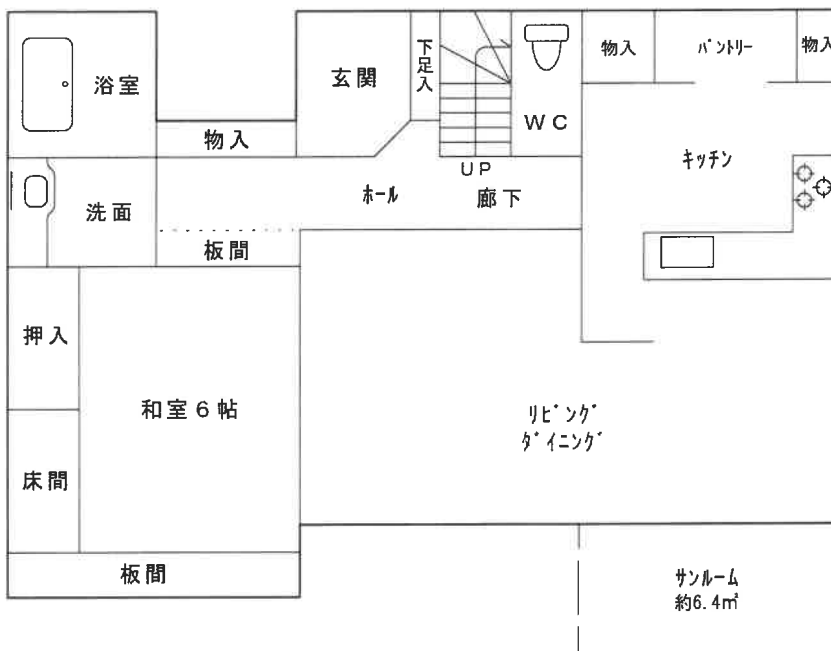 浴室
玄関
下足入
WC
物入
ﾊﾟﾝﾄﾘｰ
物入
物入
ｷｯﾁﾝ
UP
ﾎｰﾙ
廊下
洗面
板間
押入
和室6帖
ﾘﾋﾞﾝｸﾞ
ﾀﾞｲﾆﾝｸﾞ
床間
板間
ｻﾝﾙｰﾑ
約6.4㎡